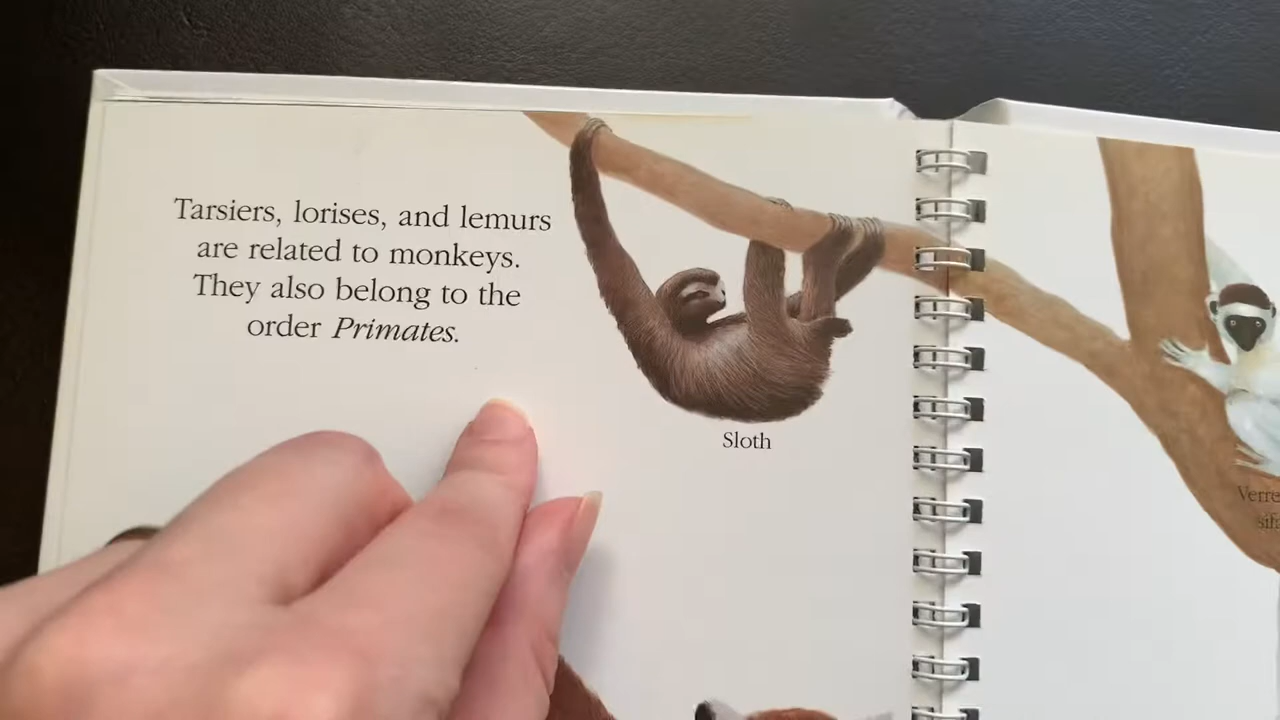 Tarsiers, lorises, and lemurs
are related to monkeys.
They also belong to the
order Primates.
Sloth